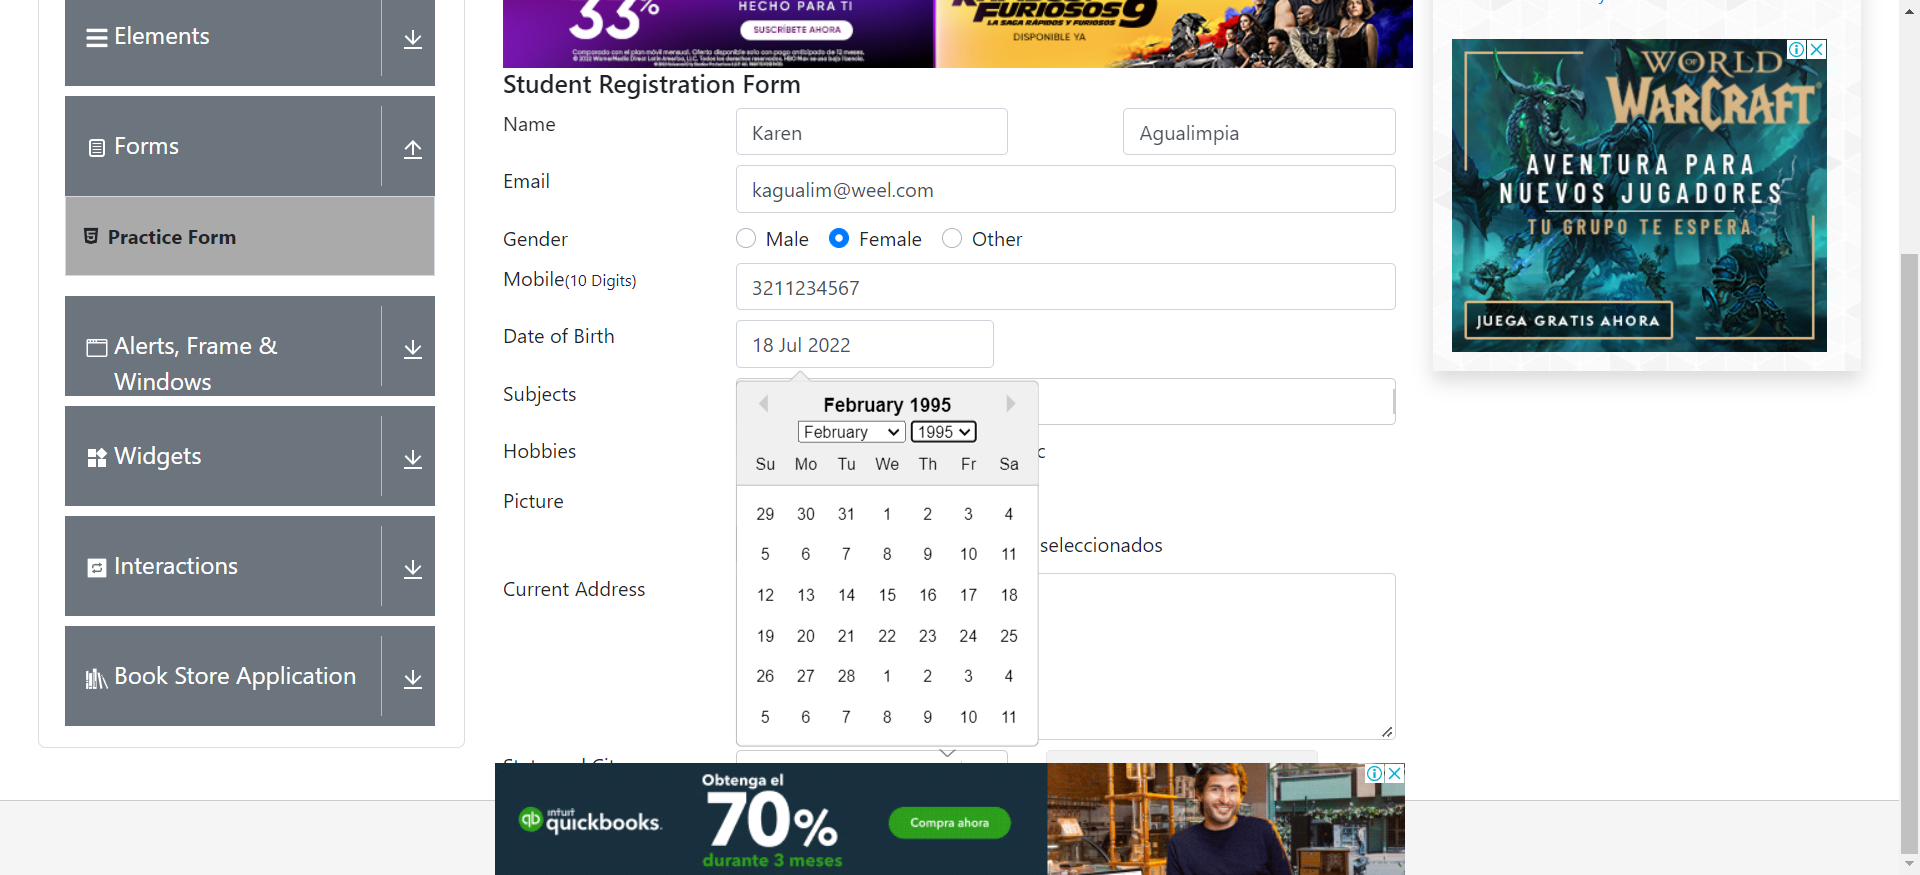 Elements
Forms
Practice Form
Alerts, Frame &
Windows
Widgets
Interactions
Book Store Application
33%
HECHO PARA TI
SUSCRÍBETE AHORA
FURIOSOS 9
LA SAGA RÁPIDOS Y FURIOSOS
DISPONIBLE YA
Student Registration Form
Name
Karen
Agualimpia
Email
kagualim@weel.com
Gender
Male
Female
Other
Mobile(10 Digits)
3211234567
Date of Birth
18 Jul 2022
Subjects
Hobbies
c
Picture
seleccionados
Current Address
February 1995
February
1995
Su Mo Tu We Th Fr Sa
29 30 31 1 2 3 4
5 6 7 8 9 10 11
12 13 14 15 16 17 18
19 20 21 22 23 24 25
26 27 28 1 2 3 4
5 6 7 8 9 10 11
intuit
quickbooks.
Obtenga el
70%
durante 3 meses
Compra ahora
WORLD
OF
WARCRAFT
AVENTURA PARA
NUEVOS JUGADORES
TU GRUPO TE ESPERA
JUEGA GRATIS AHORA